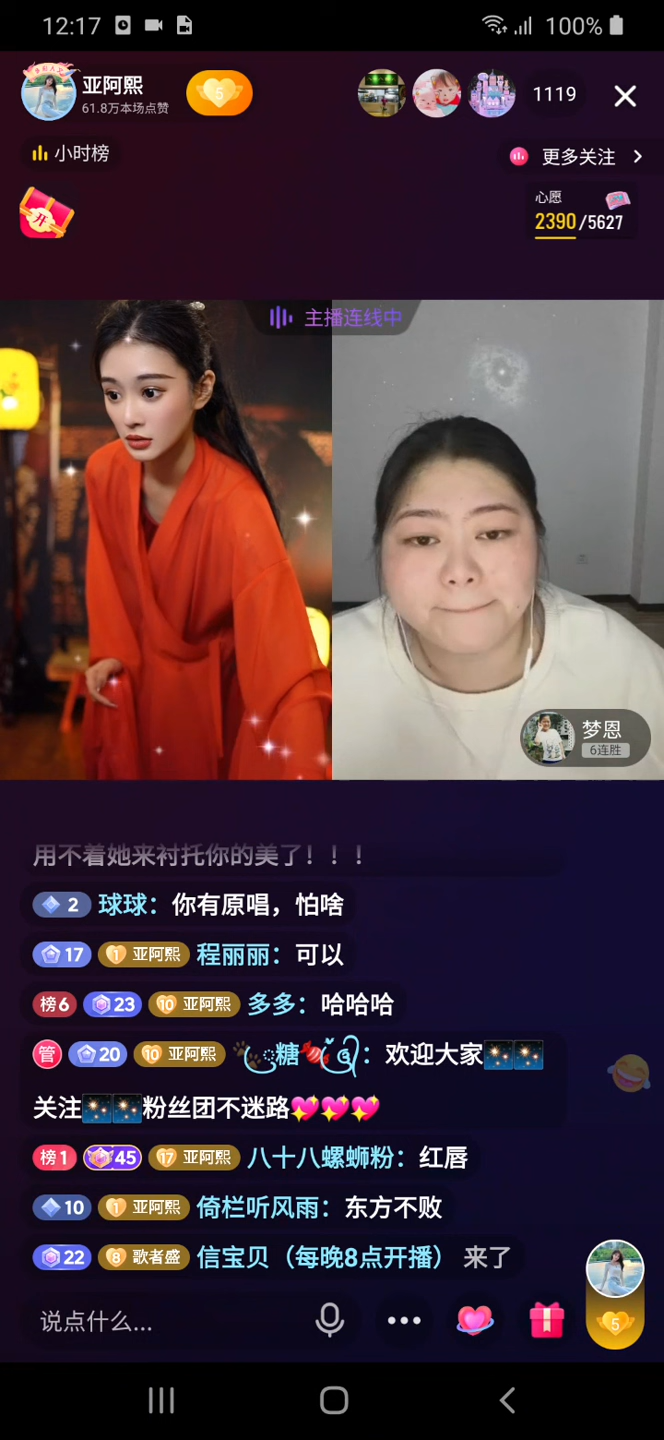 12:17
100%
亚阿熙
61.8万本场点赞
5
1119
小时榜
更多关注
开
心愿
2390/5627
主播连线中
梦恩
6连胜
用不着她来衬托你的美了！！！
2 球球：你有原唱，怕啥
17 1 亚阿熙 程丽丽：可以
榜6 23 10 亚阿熙 多多：哈哈哈
管 20 10 亚阿熙 糖🍬：欢迎大家🎇🎇
关注🎇🎇粉丝团不迷路💖💖💖
榜1 45 17 亚阿熙 八十八螺蛳粉：红唇
10 1 亚阿熙 倚栏听风雨：东方不败
22 8 歌者盛 信宝贝（每晚8点开播） 来了
说点什么...
5